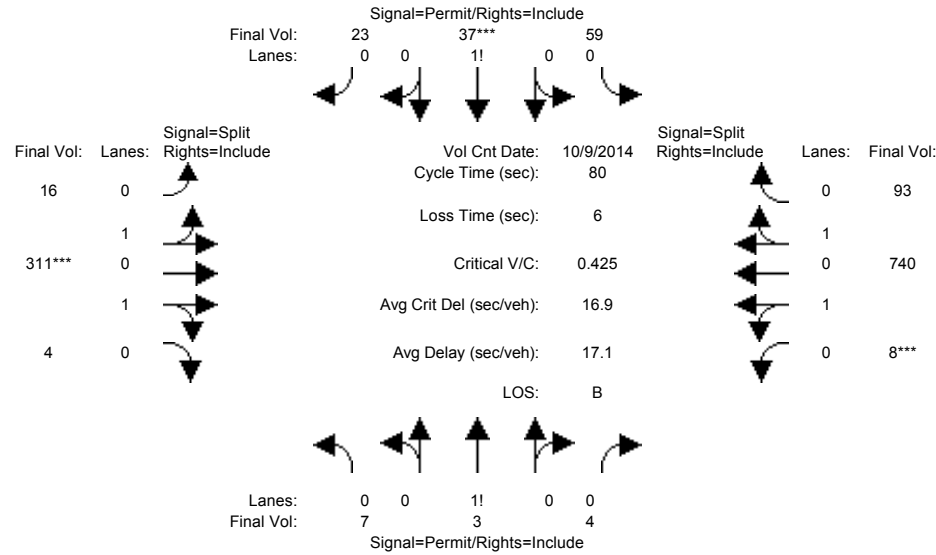 Signal=Permit/Rights=Include
Final Vol: 23 37*** 59
Lanes: 0 0 1! 0 0
Signal=Split Signal=Split
Final Vol: Lanes: Rights=Include Vol Cnt Date: 10/9/2014 Rights=Include Lanes: Final Vol:
Cycle Time (sec): 80
16 0 0 93
Loss Time (sec): 6
1 1
311*** 0 Critical V/C: 0.425 0 740
1 Avg Crit Del (sec/veh): 16.9 1
4 0 Avg Delay (sec/veh): 17.1 0 8***
LOS: B
Lanes: 0 0 1! 0 0
Final Vol: 7 3 4
Signal=Permit/Rights=Include